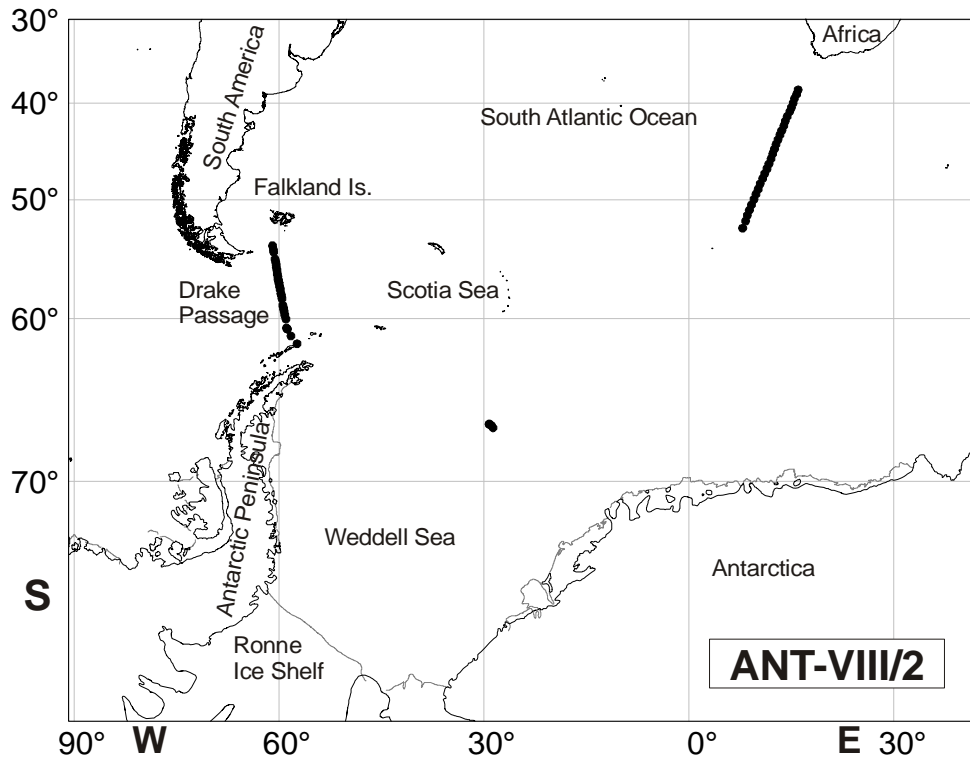 30°
Africa
South America
40°
South Atlantic Ocean
Falkland Is.
50°
Drake
Passage
Scotia Sea
60°
Antarctic Peninsula
70°
Weddell Sea
Antarctica
S
Ronne
Ice Shelf
ANT-VIII/2
90°
W
60°
30°
0°
E
30°